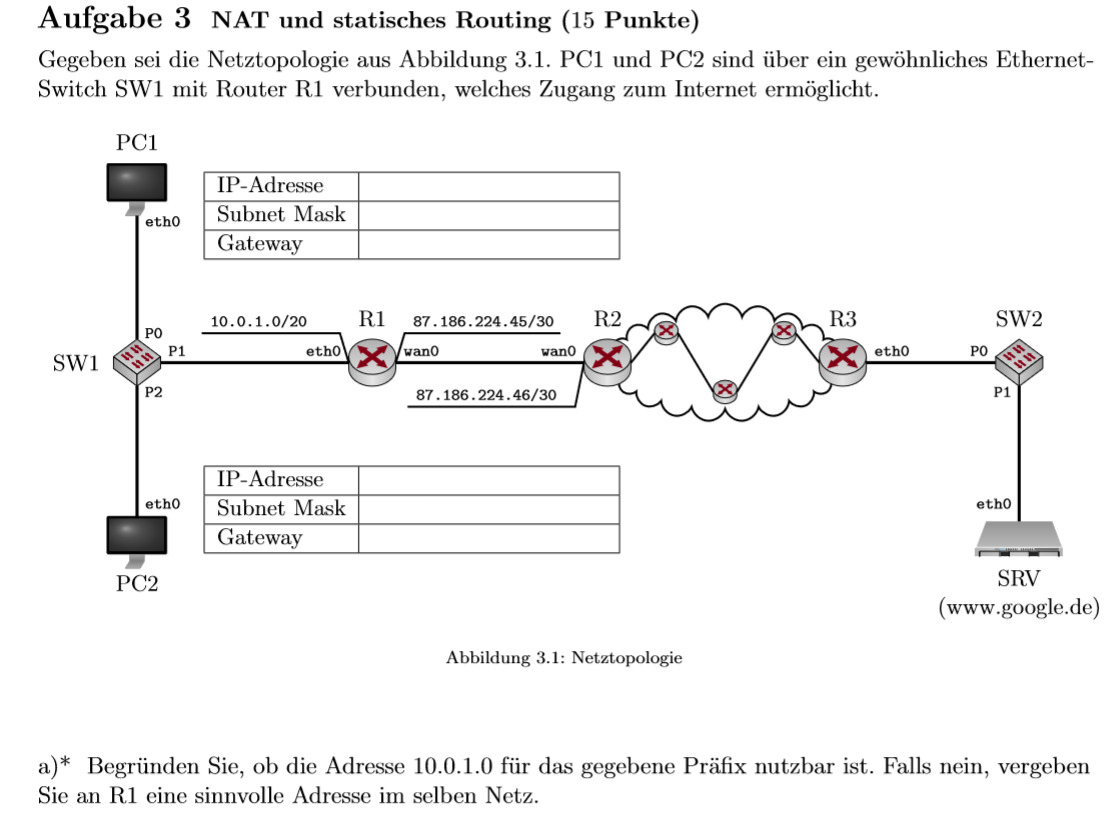 Aufgabe 3 NAT und statisches Routing (15 Punkte)
Gegeben sei die Netztopologie aus Abbildung 3.1. PC1 und PC2 sind über ein gewöhnliches Ethernet-
Switch SW1 mit Router R1 verbunden, welches Zugang zum Internet ermöglicht.
PC1
eth0
IP-Adresse
Subnet Mask
Gateway
P0
P1
P2
SW1
10.0.1.0/20
eth0
R1
87.186.224.45/30
wan0
wan0
87.186.224.46/30
R2
R3
eth0
P0
SW2
P1
eth0
SRV
(www.google.de)
IP-Adresse
Subnet Mask
Gateway
eth0
PC2
Abbildung 3.1: Netztopologie
a)* Begründen Sie, ob die Adresse 10.0.1.0 für das gegebene Präfix nutzbar ist. Falls nein, vergeben
Sie an R1 eine sinnvolle Adresse im selben Netz.